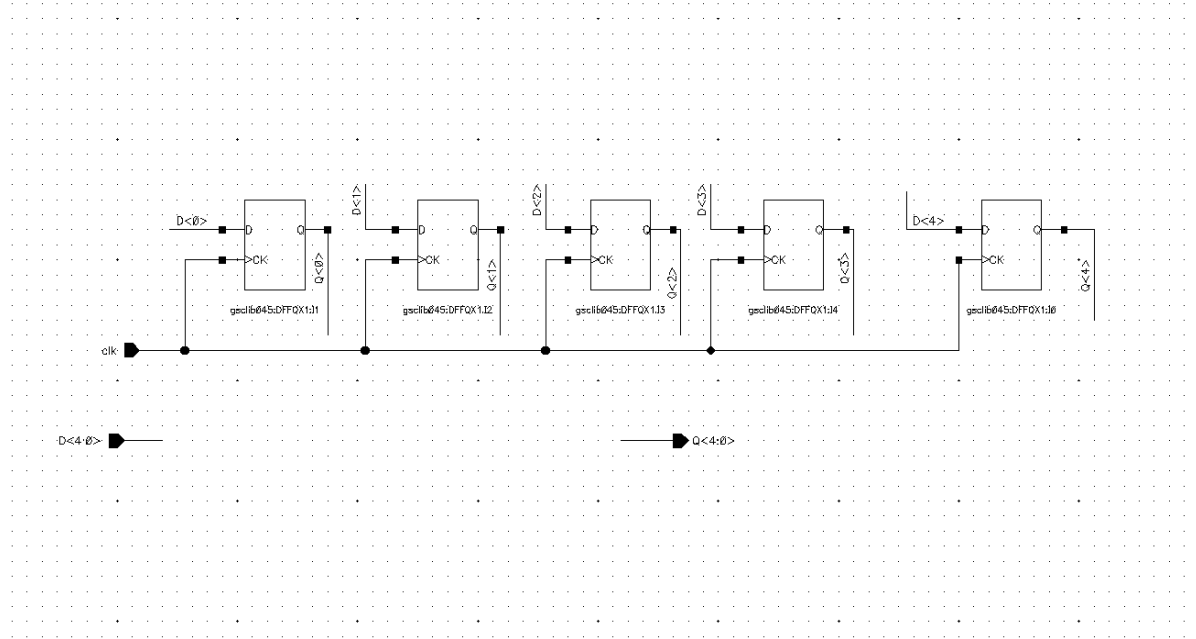 D<0>
D<1>
D<2>
D<3>
D<4>
D
Q
D
Q
D
Q
D
Q
D
Q
CK
CK
CK
CK
CK
Q<0>
Q<1>
Q<2>
Q<3>
Q<4>
gsclib045:DFFQX1:I1
gsclib045:DFFQX1:I2
gsclib045:DFFQX1:I3
gsclib045:DFFQX1:I4
gsclib045:DFFQX1:I0
clk
D<4:0>
Q<4:0>